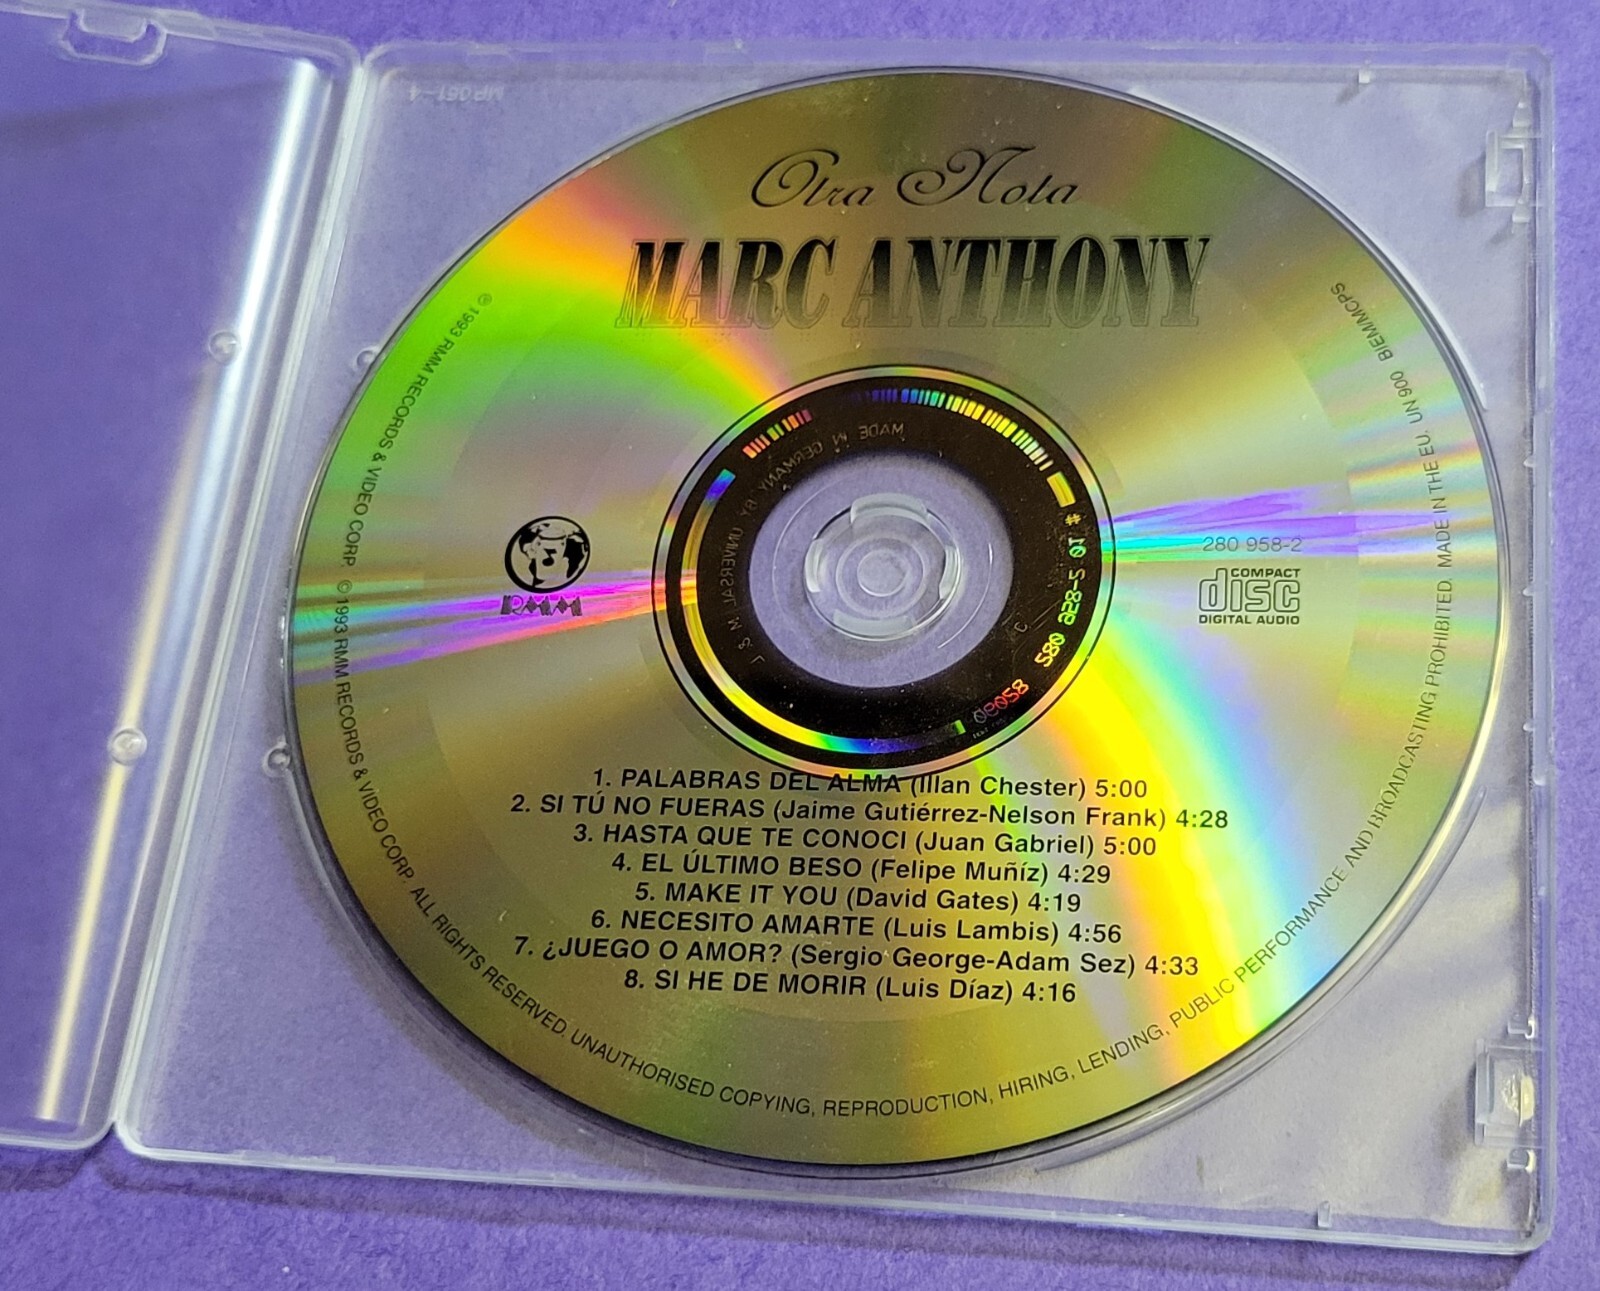 Otra Nota
MARC ANTHONY
280 958-2
COMPACT
disc
DIGITAL AUDIO
RMM
1. PALABRAS DEL ALMA (Illan Chester) 5:00
2. SI TÚ NO FUERAS (Jaime Gutiérrez-Nelson Frank) 4:28
3. HASTA QUE TE CONOCI (Juan Gabriel) 5:00
4. EL ÚLTIMO BESO (Felipe Muñíz) 4:29
5. MAKE IT YOU (David Gates) 4:19
6. NECESITO AMARTE (Luis Lambis) 4:56
7. ¿JUEGO O AMOR? (Sergio George-Adam Sez) 4:33
8. SI HE DE MORIR (Luis Díaz) 4:16
℗ 1993 RMM RECORDS & VIDEO CORP © 1993 RMM RECORDS & VIDEO CORP. ALL RIGHTS RESERVED. UNAUTHORISED COPYING, REPRODUCTION, HIRING, LENDING, PUBLIC PERFORMANCE AND BROADCASTING PROHIBITED. MADE IN THE EU. UN 900 BIEM/MCPS
MADE IN GERMANY BY UNIVERSAL M & L
MP 061-4